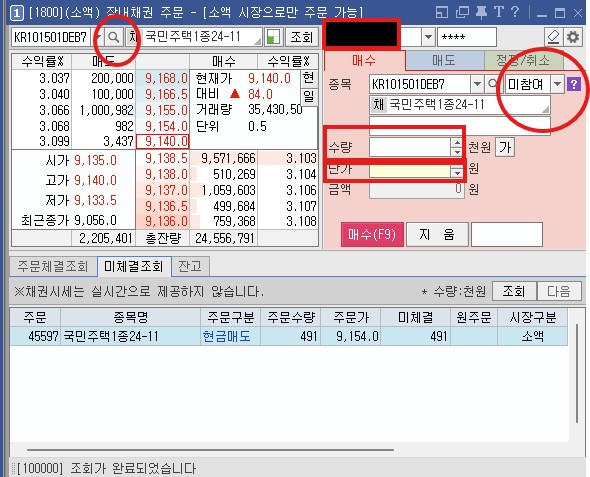 1 [1800](소액) 장내채권 주문 - [소액 시장으로만 주문 가능]
KR101501DEB7 채 국민주택1종24-11 조회 ****
수익률% 매도 매수 수익률% 매수 매도 정정/취소
3.037 200,000 9,168.0 현재가 9,140.0 현
3.040 100,000 9,166.5 대비 ▲ 84.0 일
3.066 1,000,982 9,155.0 거래량 35,430,50
3.068 982 9,154.0 단위 0.5
3.099 3,437 9,140.0
종목 KR101501DEB7 미참여 ?
채 국민주택1종24-11
시가 9,135.0 9,138.5 9,571,666 3.103
고가 9,140.0 9,138.0 510,269 3.104
저가 9,133.5 9,137.0 1,059,603 3.106
최근종가 9,056.0 9,136.5 499,684 3.107
9,136.0 759,368 3.108
2,205,401 총잔량 24,556,791
수량 천원 가
단가 원
금액 0 원
매수(F9) 지 움
주문체결조회 미체결조회 잔고
※채권시세는 실시간으로 제공하지 않습니다. * 수량:천원 조회 다음
주문 종목명 주문구분 주문수량 주문가 미체결 원주문 시장구분
45597 국민주택1종24-11 현금매도 491 9,154.0 491 소액
[100000] 조회가 완료되었습니다